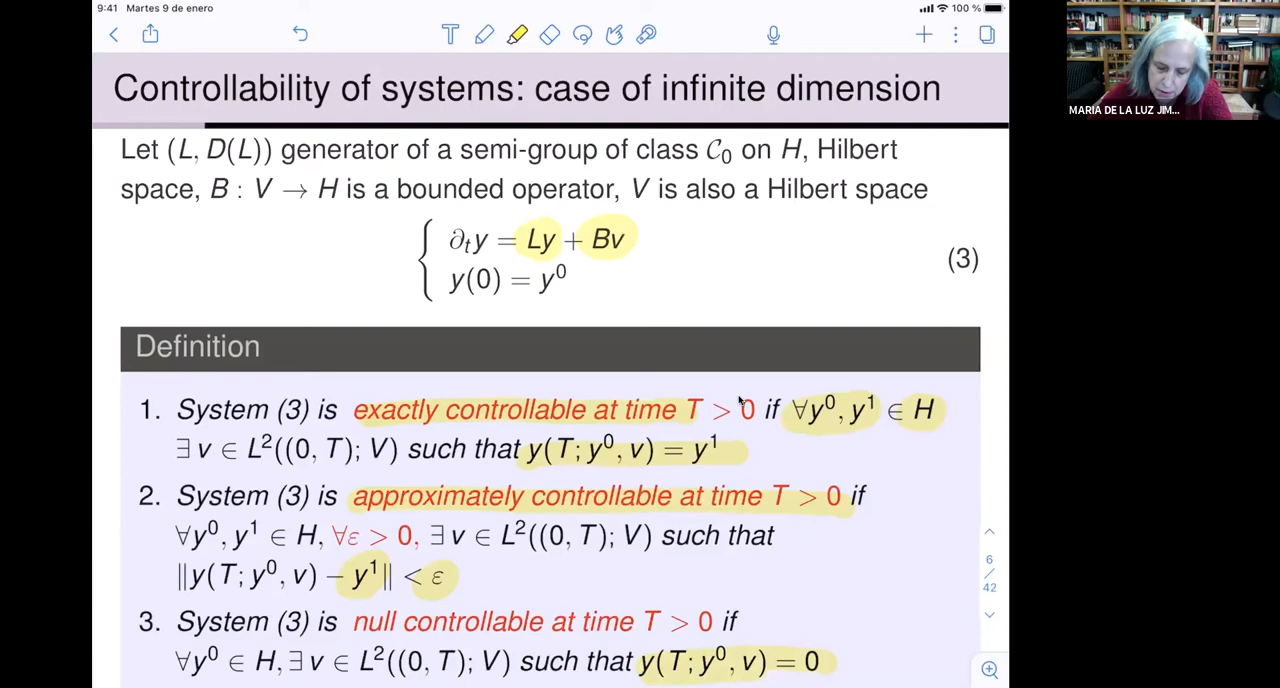 9:41 Martes 9 de enero
100 %
Controllability of systems: case of infinite dimension
MARIA DE LA LUZ JIM...
Let (L, D(L)) generator of a semi-group of class 𝒞₀ on H, Hilbert
space, B : V → H is a bounded operator, V is also a Hilbert space
{ ∂ₜy = Ly + Bv
y(0) = y⁰
(3)
Definition
1. System (3) is exactly controllable at time T > 0 if ∀y⁰, y¹ ∈ H
∃ v ∈ L²((0, T); V) such that y(T; y⁰, v) = y¹
2. System (3) is approximately controllable at time T > 0 if
∀y⁰, y¹ ∈ H, ∀ε > 0, ∃ v ∈ L²((0, T); V) such that
‖y(T; y⁰, v) − y¹‖ < ε
3. System (3) is null controllable at time T > 0 if
∀y⁰ ∈ H, ∃ v ∈ L²((0, T); V) such that y(T; y⁰, v) = 0
6
/
42